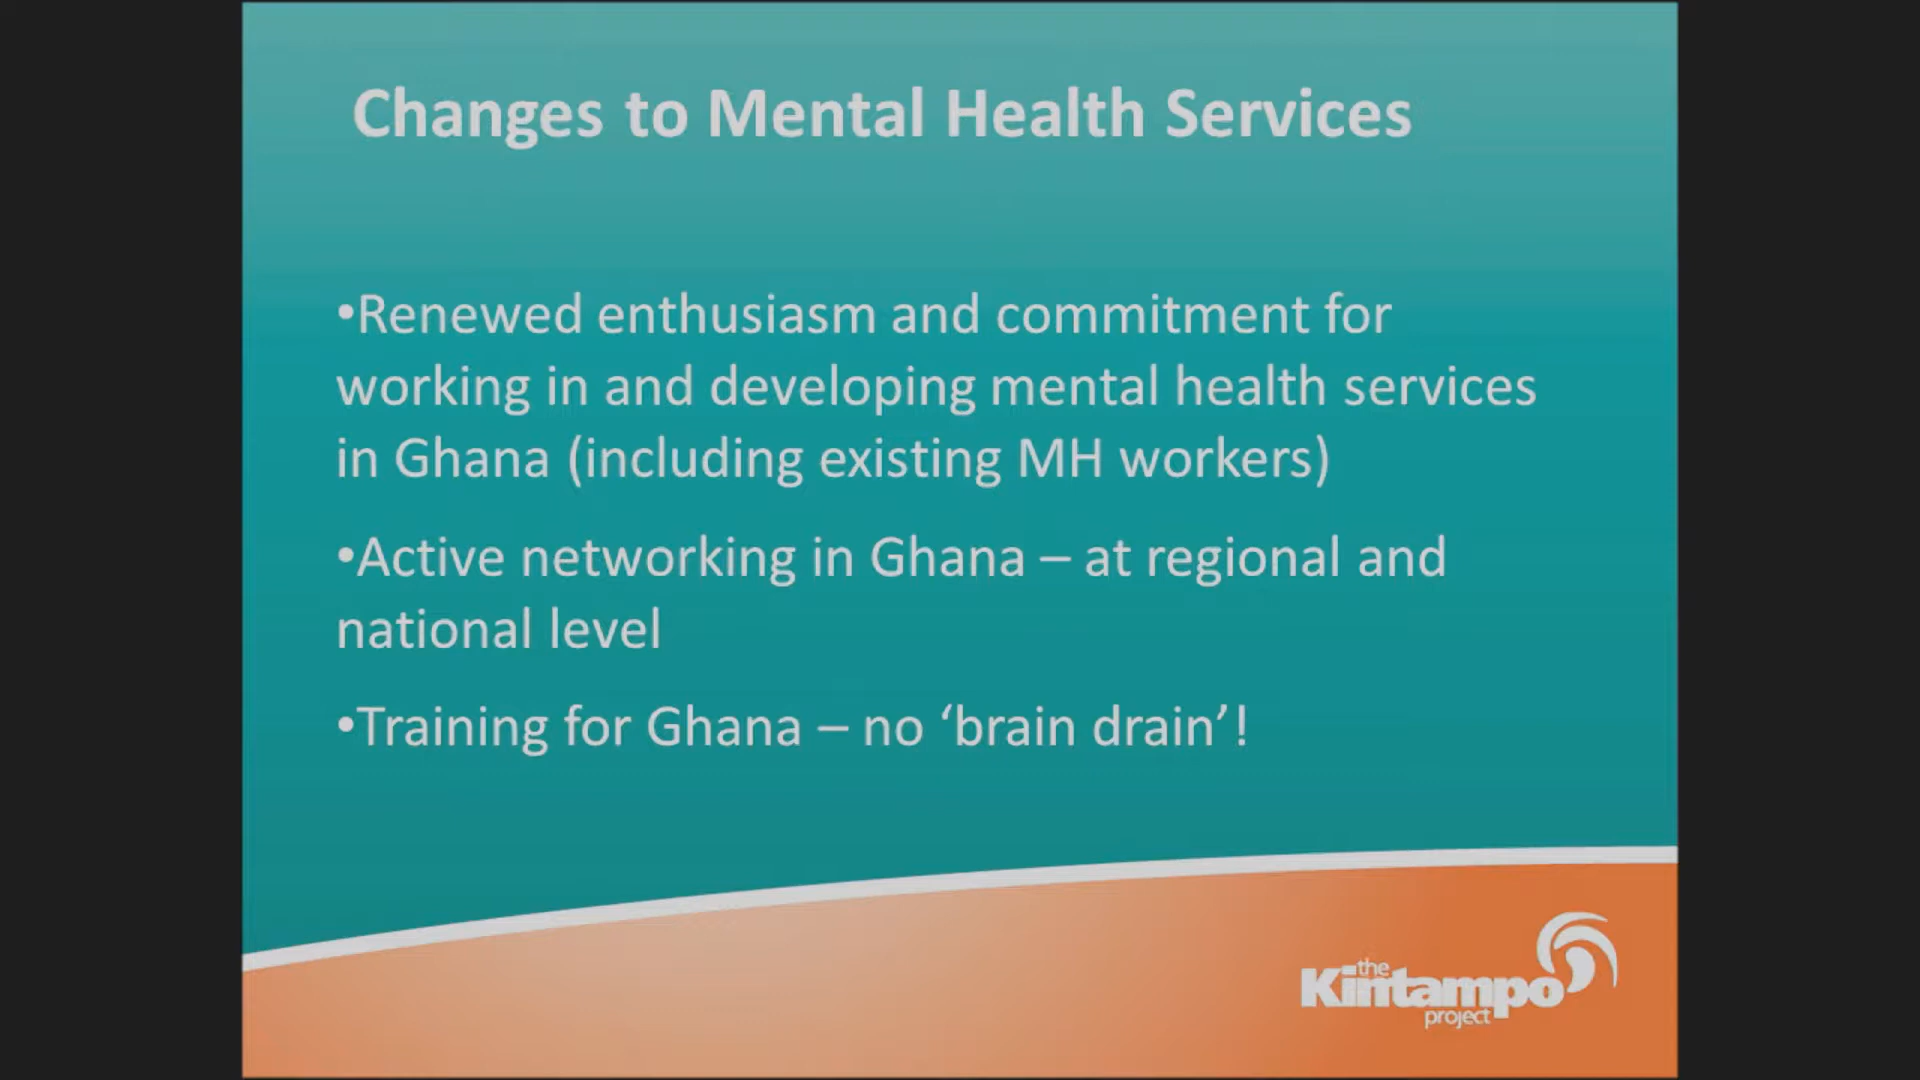 Changes to Mental Health Services
•Renewed enthusiasm and commitment for
working in and developing mental health services
in Ghana (including existing MH workers)
•Active networking in Ghana – at regional and
national level
•Training for Ghana – no ‘brain drain’!
the
Kintampo
project